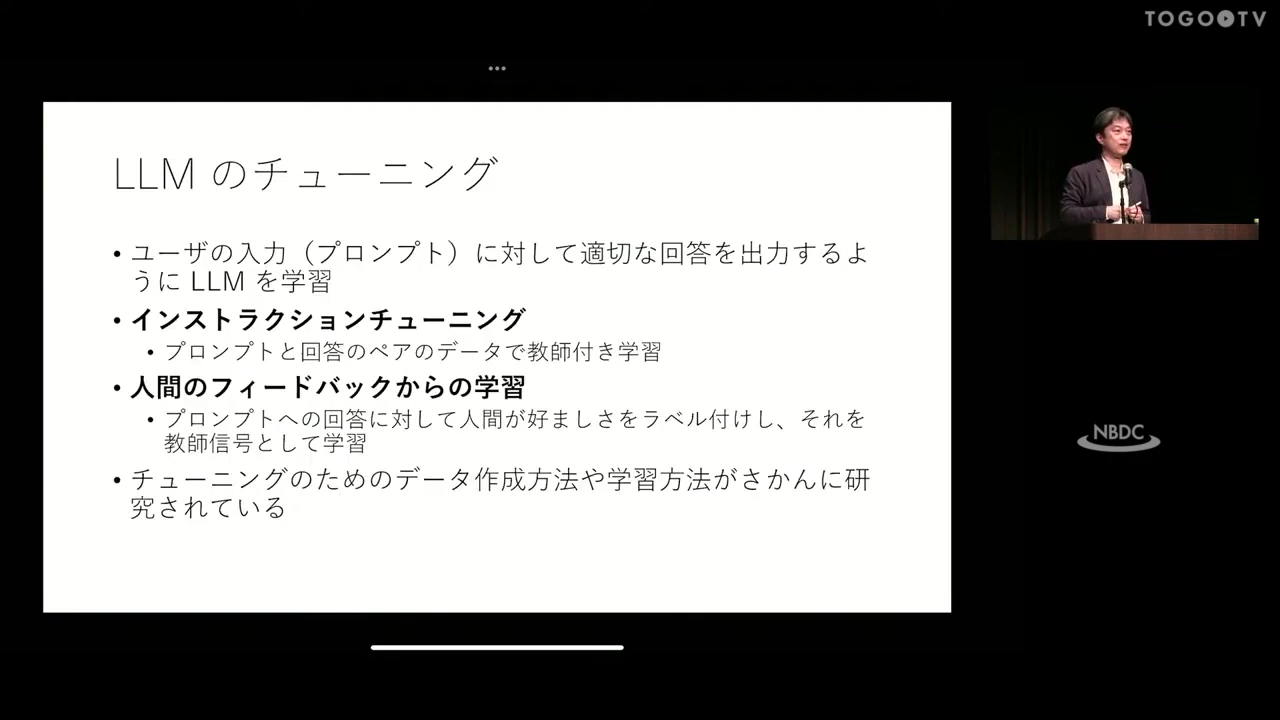 TOGO TV
LLM のチューニング
• ユーザの入力（プロンプト）に対して適切な回答を出力するよ
うに LLM を学習
• インストラクションチューニング
• プロンプトと回答のペアのデータで教師付き学習
• 人間のフィードバックからの学習
• プロンプトへの回答に対して人間が好ましさをラベル付けし、それを
教師信号として学習
• チューニングのためのデータ作成方法や学習方法がさかんに研
究されている
NBDC